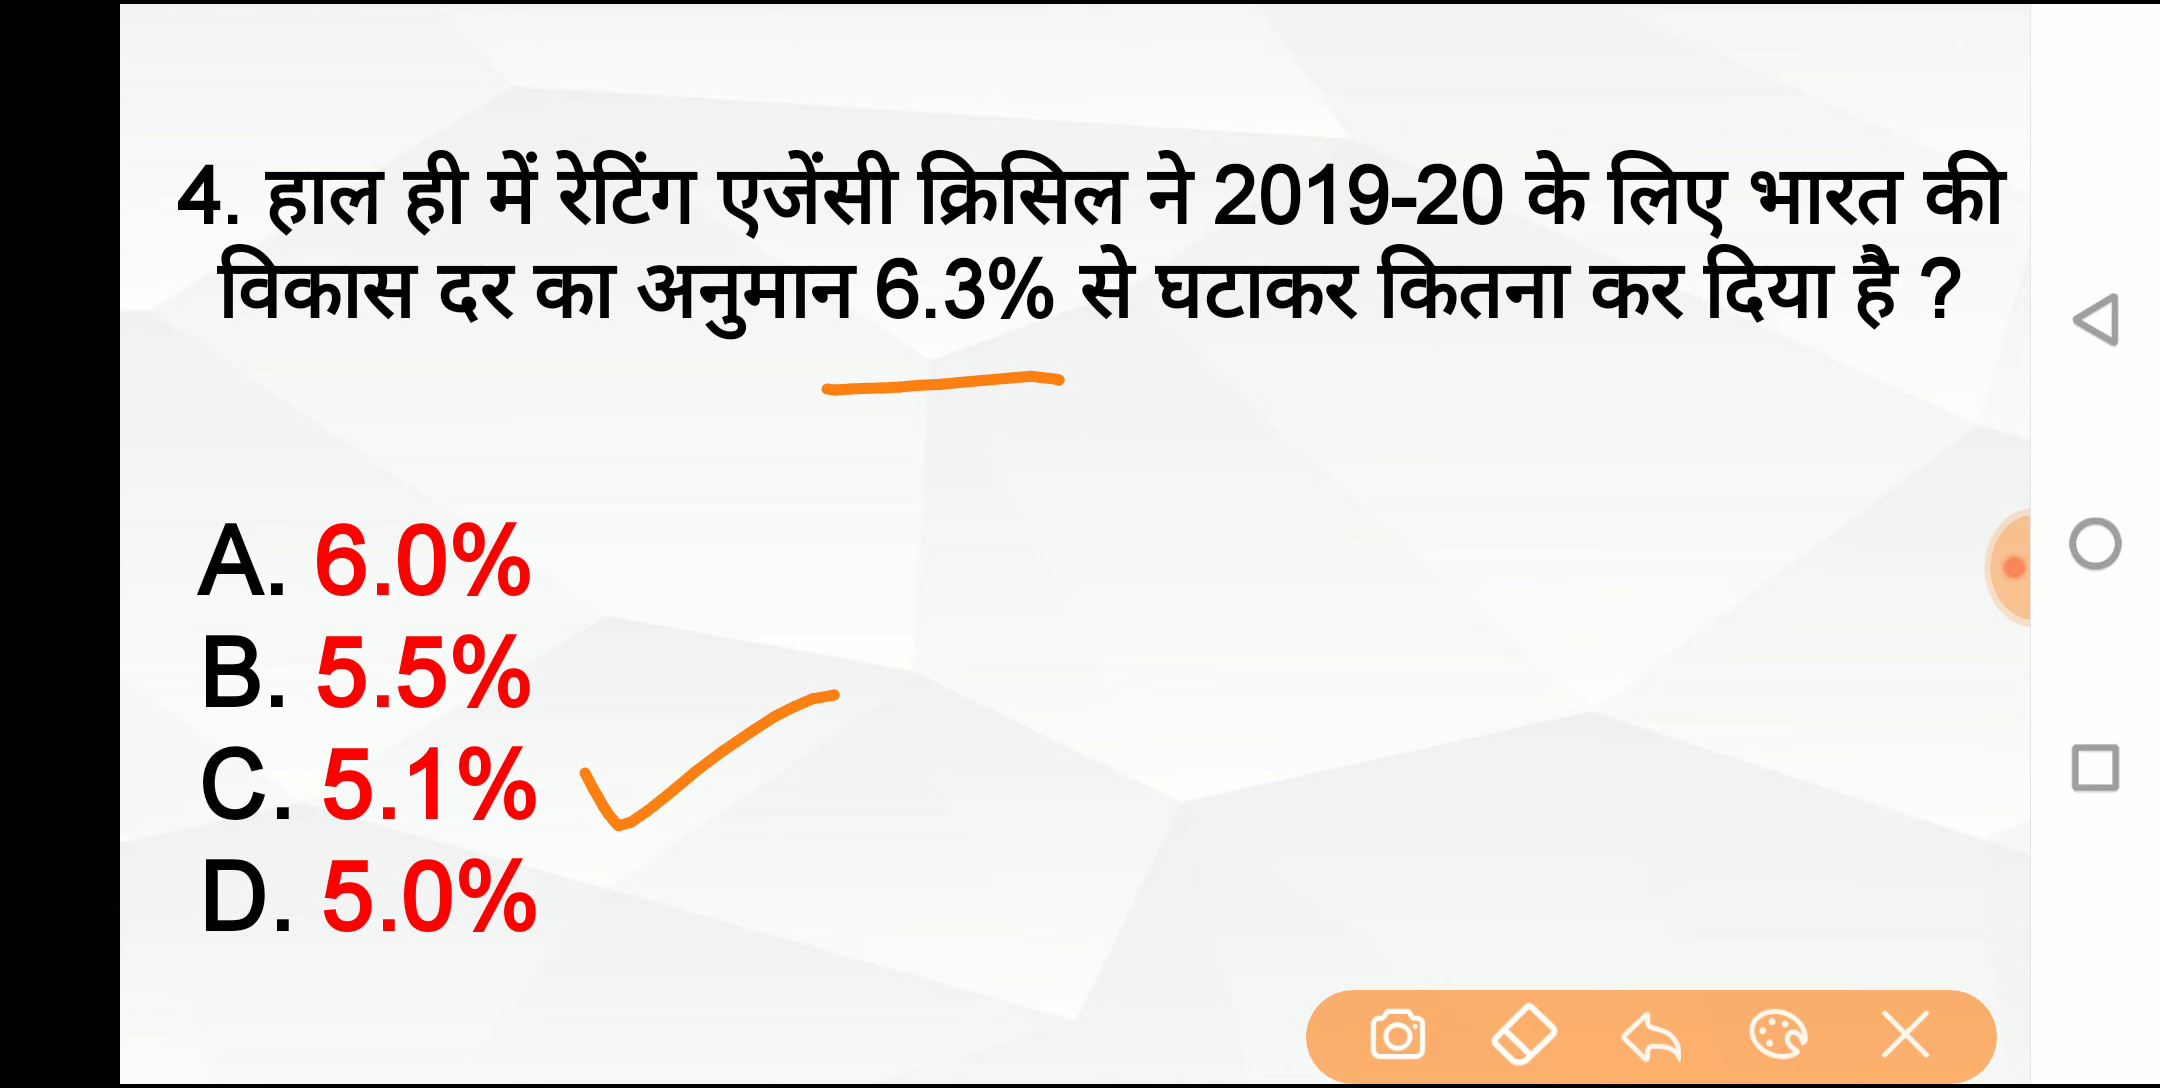 4. हाल ही में रेटिंग एजेंसी क्रिसिल ने 2019-20 के लिए भारत की
विकास दर का अनुमान 6.3% से घटाकर कितना कर दिया है ?
A. 6.0%
B. 5.5%
C. 5.1%
D. 5.0%